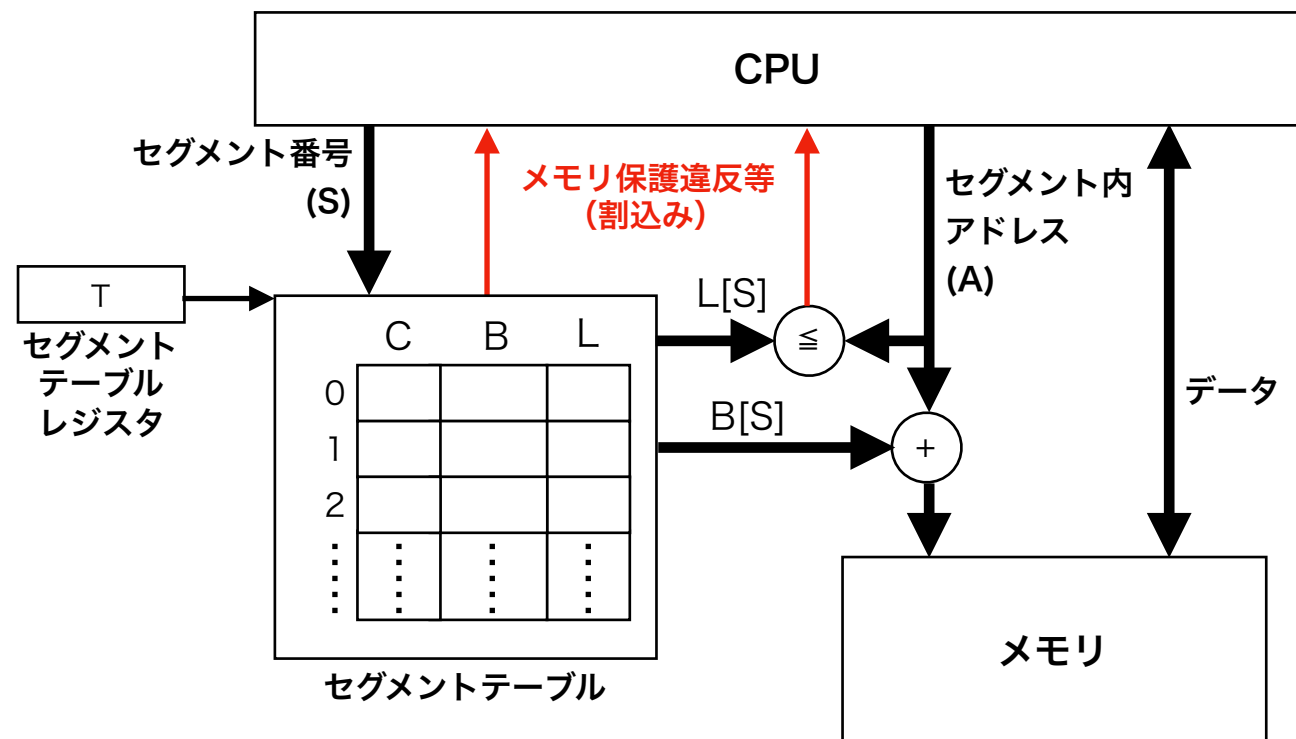 CPU
セグメント番号
(S)
メモリ保護違反等
(割込み)
セグメント内
アドレス
(A)
T
セグメント
テーブル
レジスタ
L[S]
≦
C B L
0
1
2
B[S]
+
データ
メモリ
セグメントテーブル